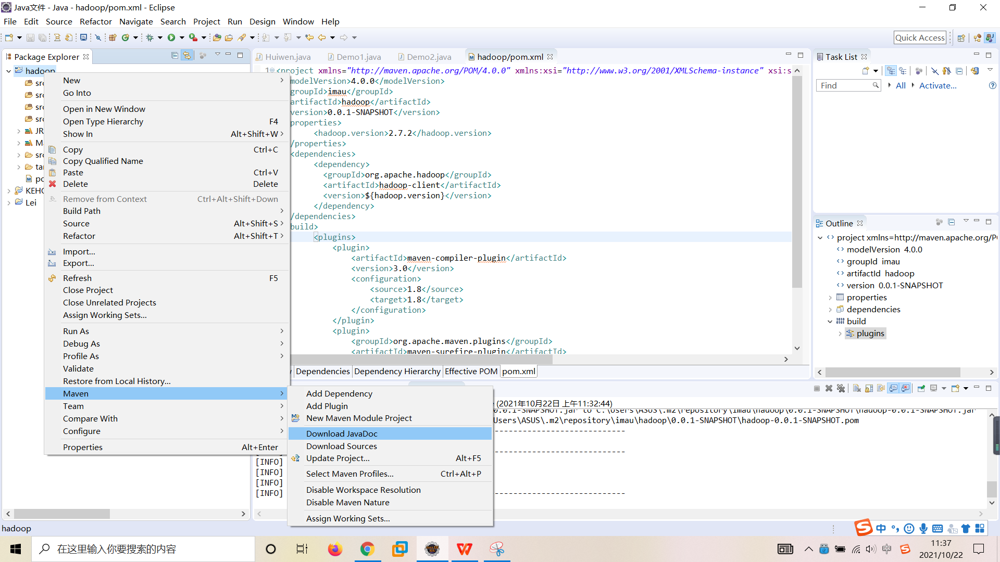 Java文件 - Java - hadoop/pom.xml - Eclipse
File Edit Source Refactor Navigate Search Project Run Design Window Help
Quick Access
Package Explorer
hadoop
JR
KEHO
Lei
New
Go Into
Open in New Window
Open Type Hierarchy F4
Show In Alt+Shift+W
Copy Ctrl+C
Copy Qualified Name
Paste Ctrl+V
Delete Delete
Remove from Context Ctrl+Alt+Shift+Down
Build Path
Source Alt+Shift+S
Refactor Alt+Shift+T
Import...
Export...
Refresh F5
Close Project
Close Unrelated Projects
Assign Working Sets...
Run As
Debug As
Profile As
Validate
Restore from Local History...
Maven
Team
Compare With
Configure
Properties Alt+Enter
Add Dependency
Add Plugin
New Maven Module Project
Download JavaDoc
Download Sources
Update Project... Alt+F5
Select Maven Profiles... Ctrl+Alt+P
Disable Workspace Resolution
Disable Maven Nature
Assign Working Sets...
Huiwen.java Demo1.java Demo2.java hadoop/pom.xml
1 <project xmlns="http://maven.apache.org/POM/4.0.0" xmlns:xsi="http://www.w3.org/2001/XMLSchema-instance" xsi:s
modelVersion>4.0.0</modelVersion>
groupId>imau</groupId>
artifactId>hadoop</artifactId>
version>0.0.1-SNAPSHOT</version>
properties>
<hadoop.version>2.7.2</hadoop.version>
/properties>
<dependencies>
<dependency>
<groupId>org.apache.hadoop</groupId>
<artifactId>hadoop-client</artifactId>
<version>${hadoop.version}</version>
</dependency>
/dependencies>
build>
<plugins>
<plugin>
<artifactId>maven-compiler-plugin</artifactId>
<version>3.0</version>
<configuration>
<source>1.8</source>
<target>1.8</target>
</configuration>
</plugin>
<plugin>
<groupId>org.apache.maven.plugins</groupId>
<artifactId>maven-surefire-plugin</artifactId>
Dependencies Dependency Hierarchy Effective POM pom.xml
(2021年10月22日 上午11:32:44)
0.0.1-SNAPSHOT.jar to C:\Users\ASUS\.m2\repository\imau\hadoop\0.0.1-SNAPSHOT\hadoop-0.0.1-SNAPSHOT.jar
Users\ASUS\.m2\repository\imau\hadoop\0.0.1-SNAPSHOT\hadoop-0.0.1-SNAPSHOT.pom
----------------------------
----------------------------
[INFO]
[INFO]
[INFO]
[INFO] ----------------------------
Task List
Find All Activate...
Outline
project xmlns=http://maven.apache.org/PO
modelVersion 4.0.0
groupId imau
artifactId hadoop
version 0.0.1-SNAPSHOT
properties
dependencies
build
plugins
hadoop
中
在这里输入你要搜索的内容
中
11:37
2021/10/22